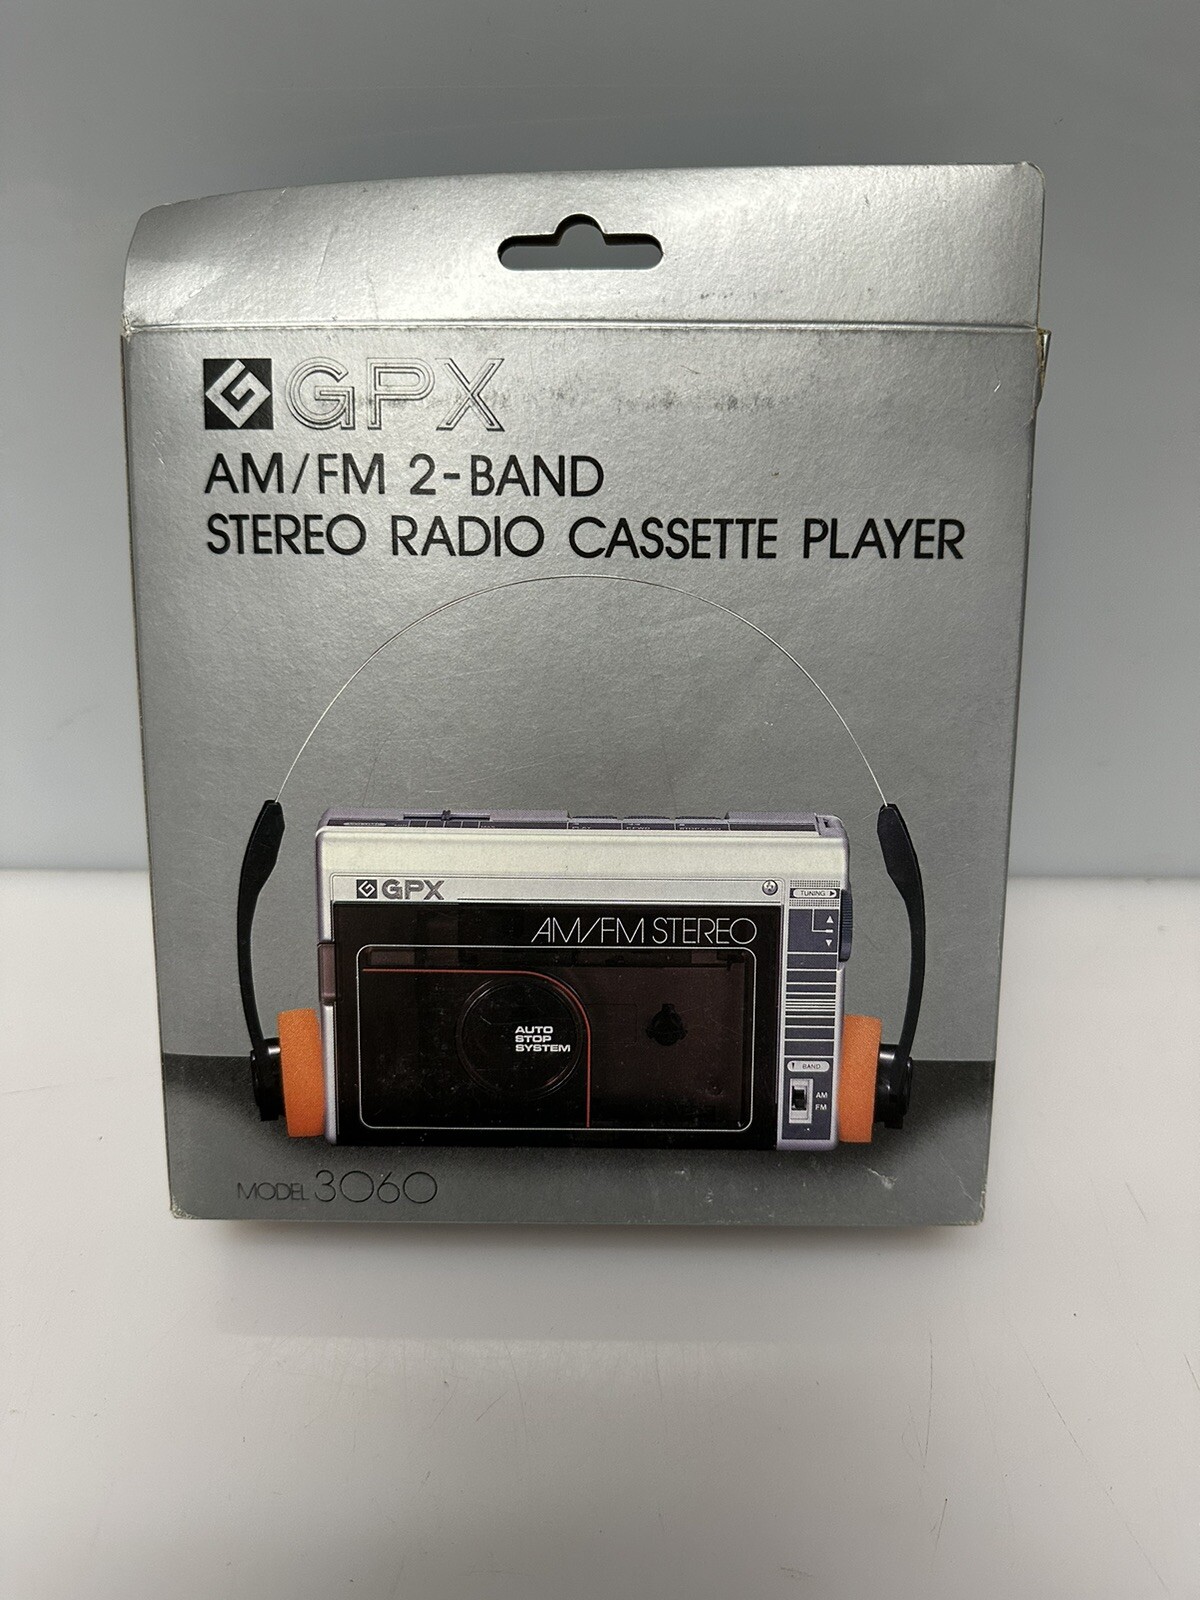 GPX
AM/FM 2-BAND
STEREO RADIO CASSETTE PLAYER
GPX
TUNING
AM/FM STEREO
AUTO
STOP
SYSTEM
BAND
AM
FM
MODEL 3060